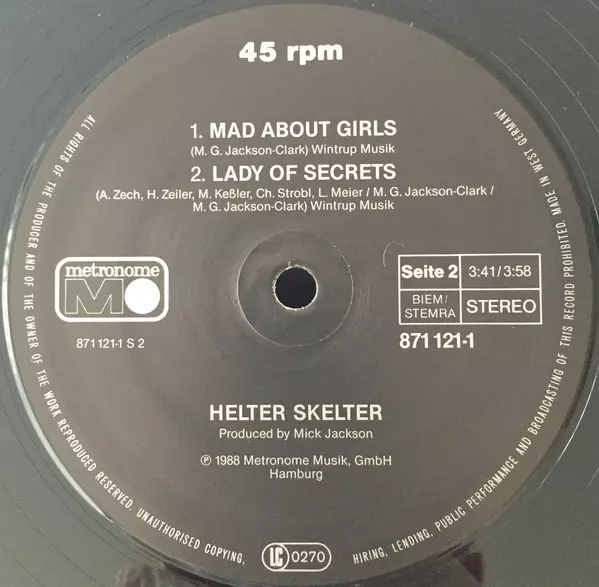 45 rpm
1. MAD ABOUT GIRLS
(M. G. Jackson-Clark) Wintrup Musik
2. LADY OF SECRETS
(A. Zech, H. Zeiler, M. Keßler, Ch. Strobl, L. Meier / M. G. Jackson-Clark /
M. G. Jackson-Clark) Wintrup Musik
metronome
M
871 121-1 S 2
Seite 2
3:41/3:58
BIEM/
STEMRA
STEREO
871 121-1
HELTER SKELTER
Produced by Mick Jackson
℗ 1988 Metronome Musik, GmbH
Hamburg
LC 0270
ALL RIGHTS OF THE PRODUCER AND OF THE OWNER OF THE WORK REPRODUCED RESERVED. UNAUTHORISED COPYING, HIRING, LENDING, PUBLIC PERFORMANCE AND BROADCASTING OF THIS RECORD PROHIBITED. MADE IN WEST GERMANY